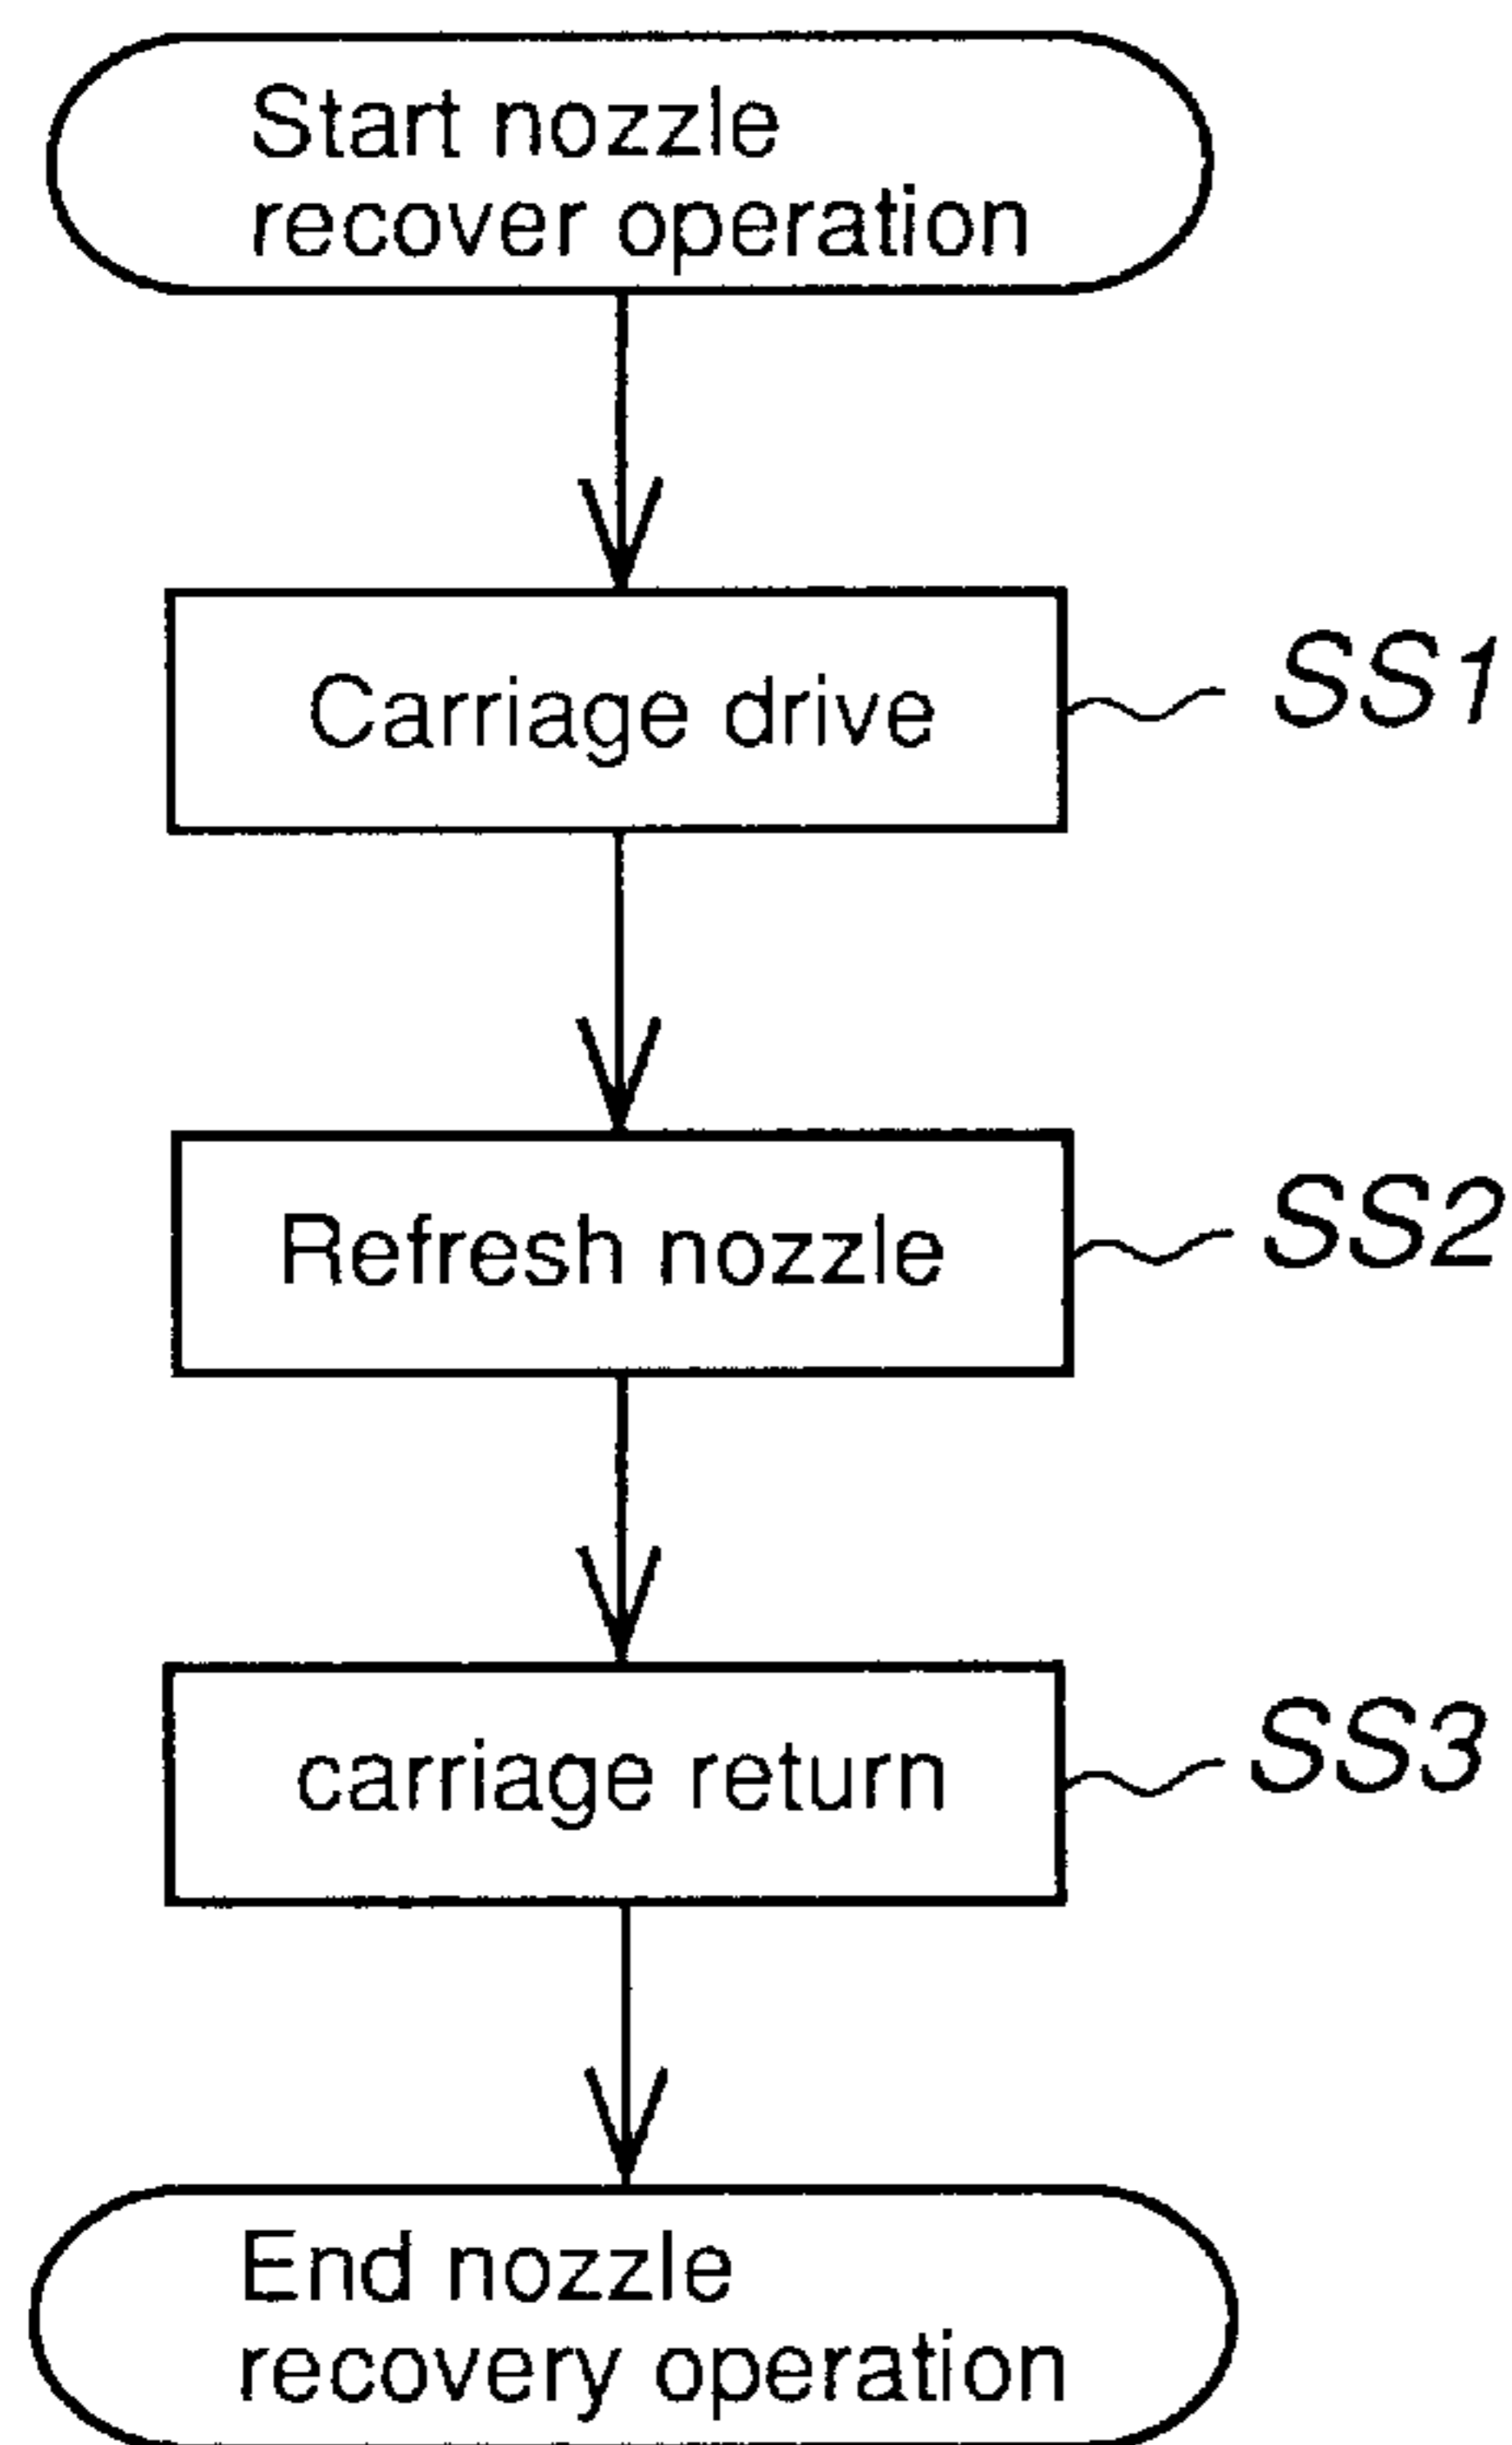 Start nozzle
recover operation
Carriage drive
SS1
Refresh nozzle
SS2
carriage return
SS3
End nozzle
recovery operation